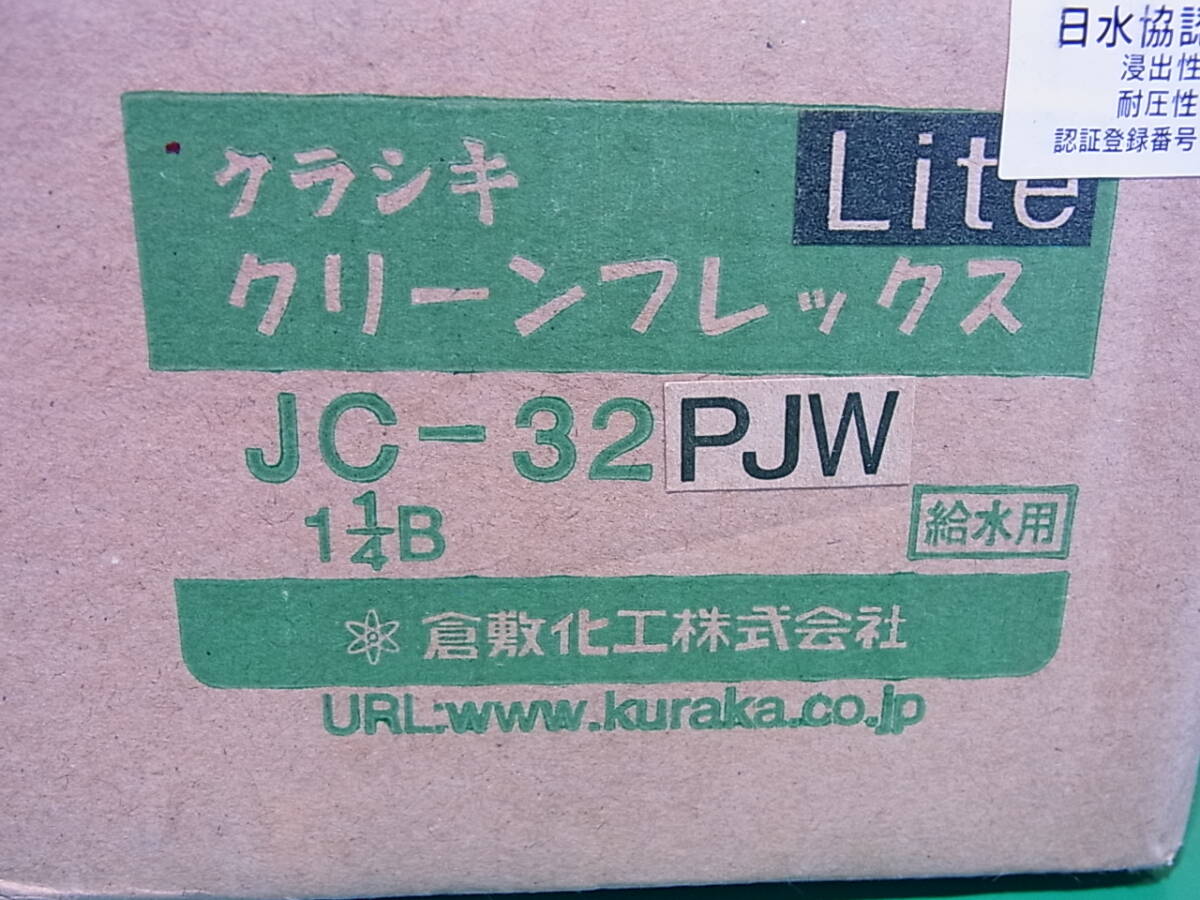 日水協認
浸出性
耐圧性
認証登録番号
クラシキ Lite
クリーンフレックス
JC-32PJW
1 1/4B
給水用
倉敷化工株式会社
URL:www.kuraka.co.jp